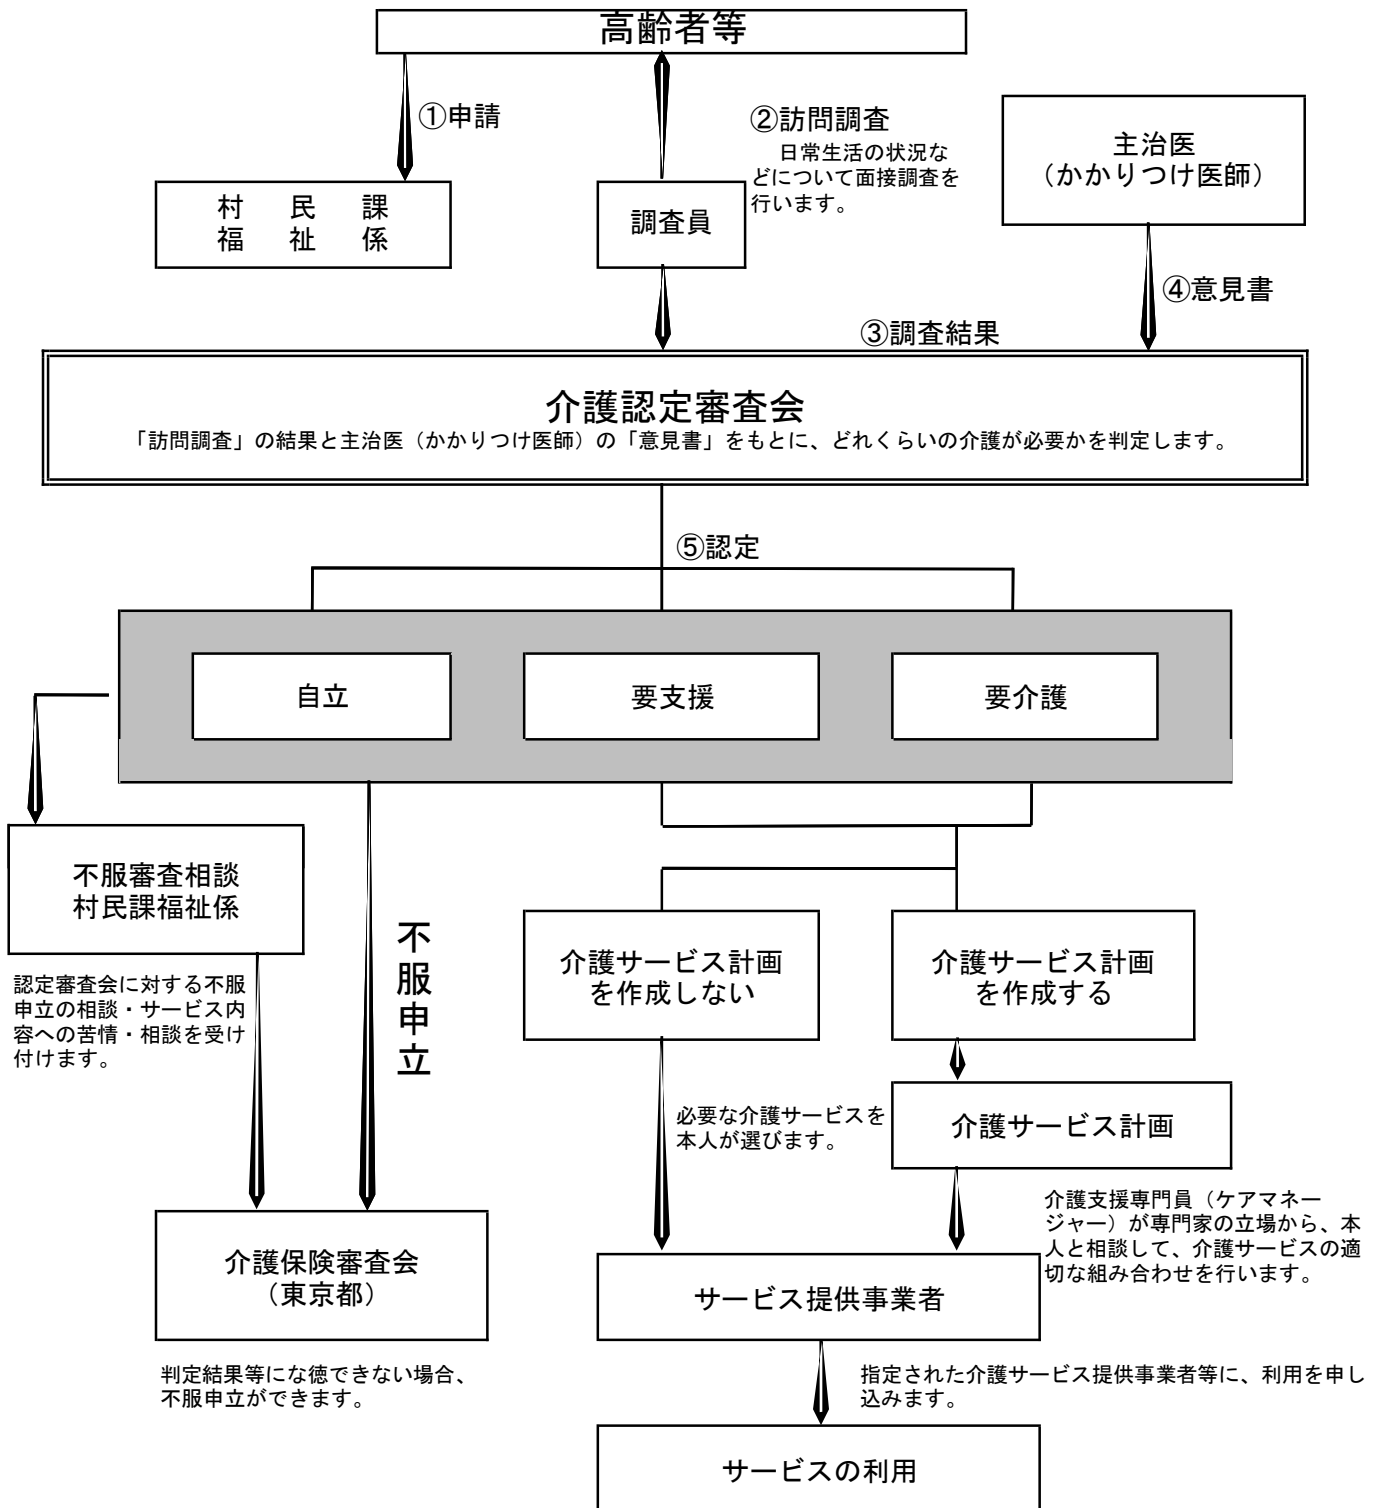 高齢者等
①申請
②訪問調査
日常生活の状況な
どについて面接調査を
行います。
主治医
（かかりつけ医師）
村　民　課
福　祉　係
調査員
④意見書
③調査結果
介護認定審査会
「訪問調査」の結果と主治医（かかりつけ医師）の「意見書」をもとに、どれくらいの介護が必要かを判定します。
⑤認定
自立
要支援
要介護
不服審査相談
村民課福祉係
認定審査会に対する不服
申立の相談・サービス内
容への苦情・相談を受け
付けます。
不服申立
介護サービス計画
を作成しない
介護サービス計画
を作成する
必要な介護サービスを
本人が選びます。
介護サービス計画
介護支援専門員（ケアマネー
ジャー）が専門家の立場から、本
人と相談して、介護サービスの適
切な組み合わせを行います。
介護保険審査会
（東京都）
サービス提供事業者
判定結果等にな徳できない場合、
不服申立ができます。
指定された介護サービス提供事業者等に、利用を申し
込みます。
サービスの利用